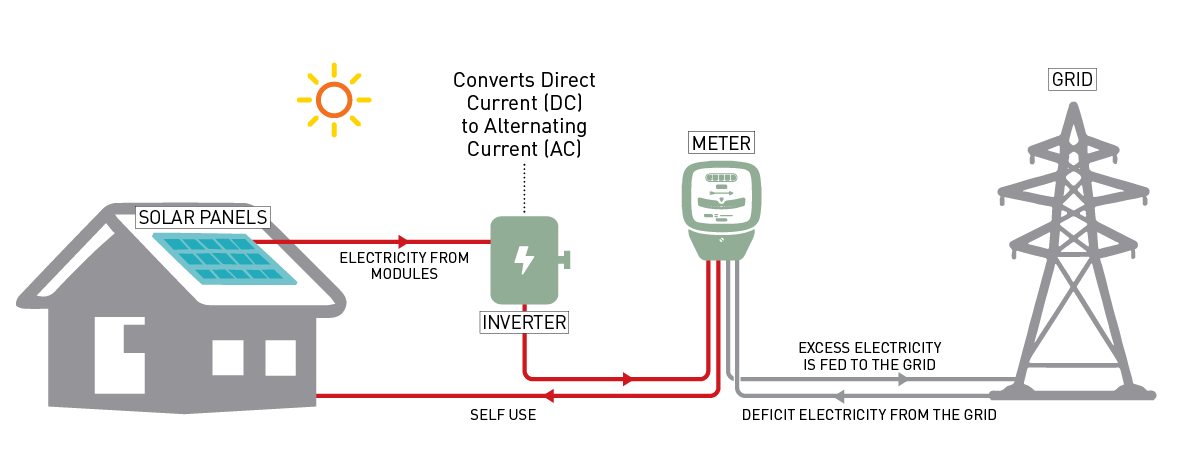 Converts Direct
Current (DC)
to Alternating
Current (AC)
GRID
METER
SOLAR PANELS
ELECTRICITY FROM
MODULES
INVERTER
EXCESS ELECTRICITY
IS FED TO THE GRID
SELF USE
DEFICIT ELECTRICITY FROM THE GRID